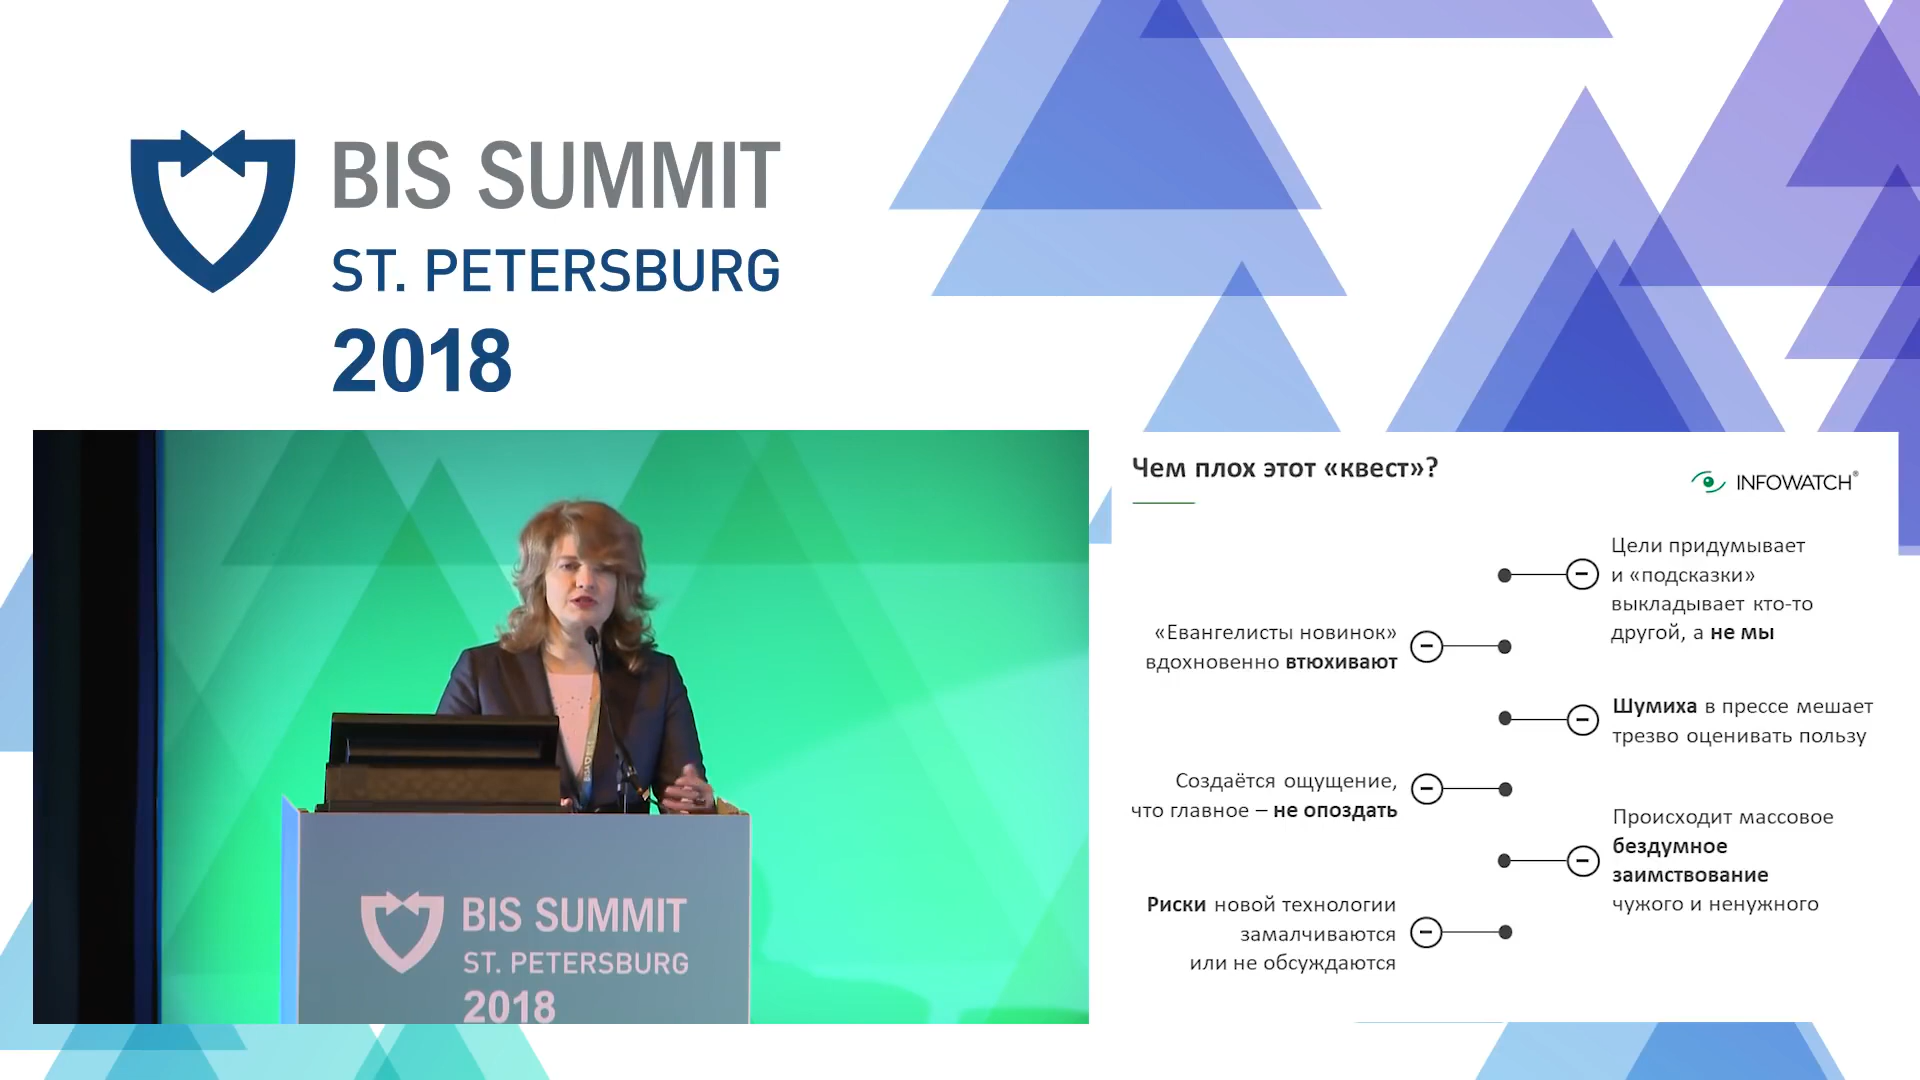 BIS SUMMIT
ST. PETERSBURG
2018
BIS SUMMIT
ST. PETERSBURG
2018
Чем плох этот «квест»?
INFOWATCH®
Цели придумывает
и «подсказки»
выкладывает кто-то
другой, а не мы
«Евангелисты новинок»
вдохновенно втюхивают
Шумиха в прессе мешает
трезво оценивать пользу
Создаётся ощущение,
что главное – не опоздать
Происходит массовое
бездумное
заимствование
чужого и ненужного
Риски новой технологии
замалчиваются
или не обсуждаются